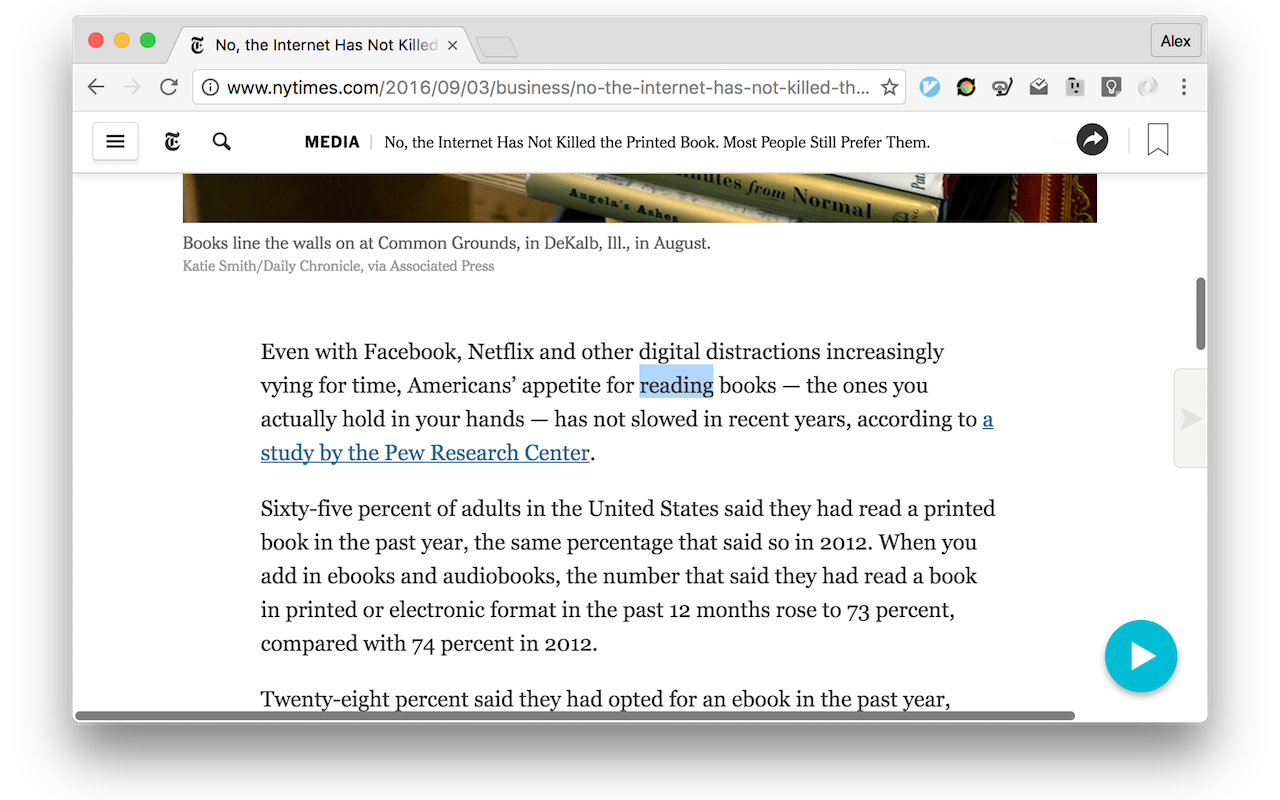 No, the Internet Has Not Killed
Alex
www.nytimes.com/2016/09/03/business/no-the-internet-has-not-killed-th...
MEDIA | No, the Internet Has Not Killed the Printed Book. Most People Still Prefer Them.
Minutes from Normal
Angela's Ashes
Pat
Books line the walls on at Common Grounds, in DeKalb, Ill., in August.
Katie Smith/Daily Chronicle, via Associated Press
Even with Facebook, Netflix and other digital distractions increasingly
vying for time, Americans’ appetite for reading books — the ones you
actually hold in your hands — has not slowed in recent years, according to a
study by the Pew Research Center.
Sixty-five percent of adults in the United States said they had read a printed
book in the past year, the same percentage that said so in 2012. When you
add in ebooks and audiobooks, the number that said they had read a book
in printed or electronic format in the past 12 months rose to 73 percent,
compared with 74 percent in 2012.
Twenty-eight percent said they had opted for an ebook in the past year,